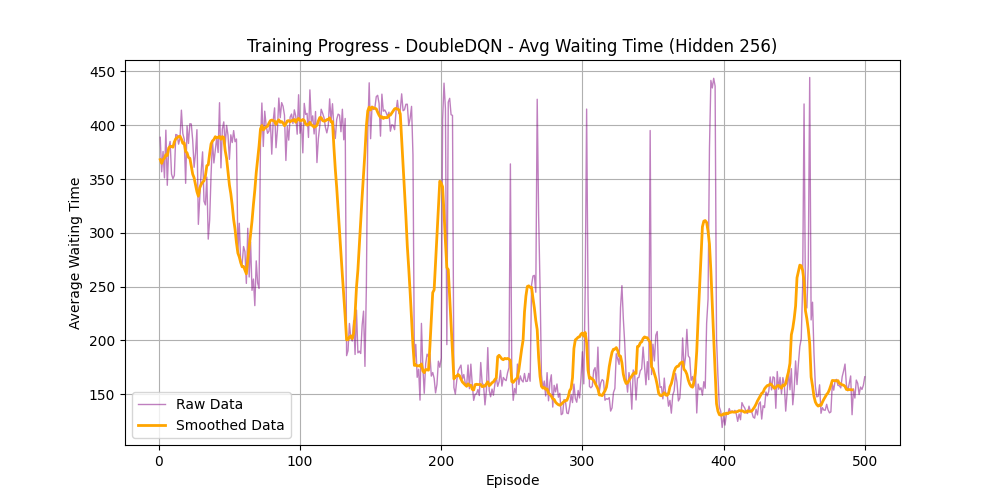 Training Progress - DoubleDQN - Avg Waiting Time (Hidden 256)
Average Waiting Time
450
400
350
300
250
200
150
Raw Data
Smoothed Data
0 100 200 300 400 500
Episode